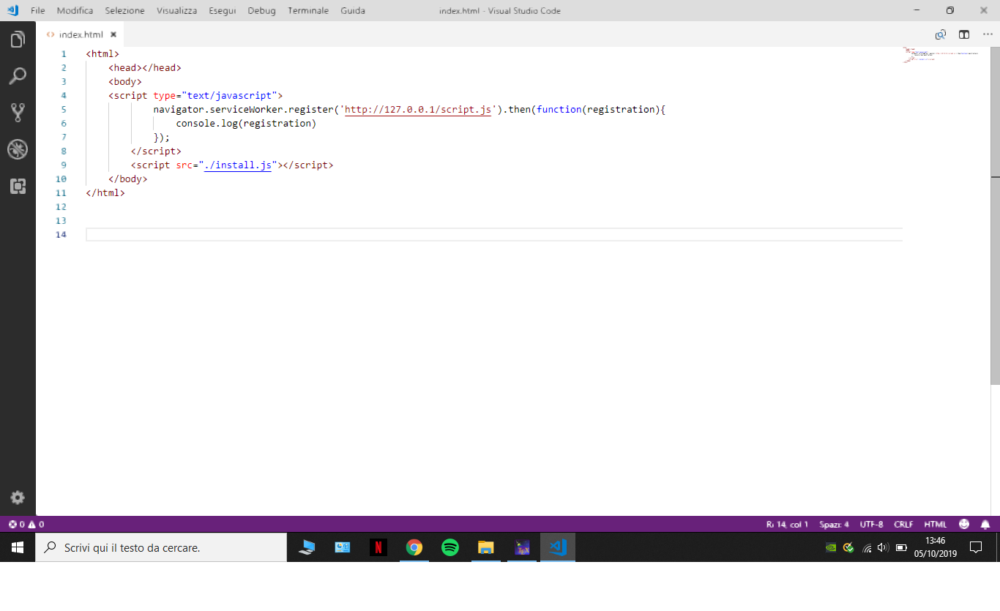 File Modifica Selezione Visualizza Esegui Debug Terminale Guida index.html - Visual Studio Code
index.html
1 <html>
2 <head></head>
3 <body>
4 <script type="text/javascript">
5 navigator.serviceWorker.register('http://127.0.0.1/script.js').then(function(registration){
6 console.log(registration)
7 });
8 </script>
9 <script src="./install.js"></script>
10 </body>
11 </html>
12
13
14
0 0 Ri 14, col 1 Spazi: 4 UTF-8 CRLF HTML
Scrivi qui il testo da cercare.
N
TEX
13:46
05/10/2019